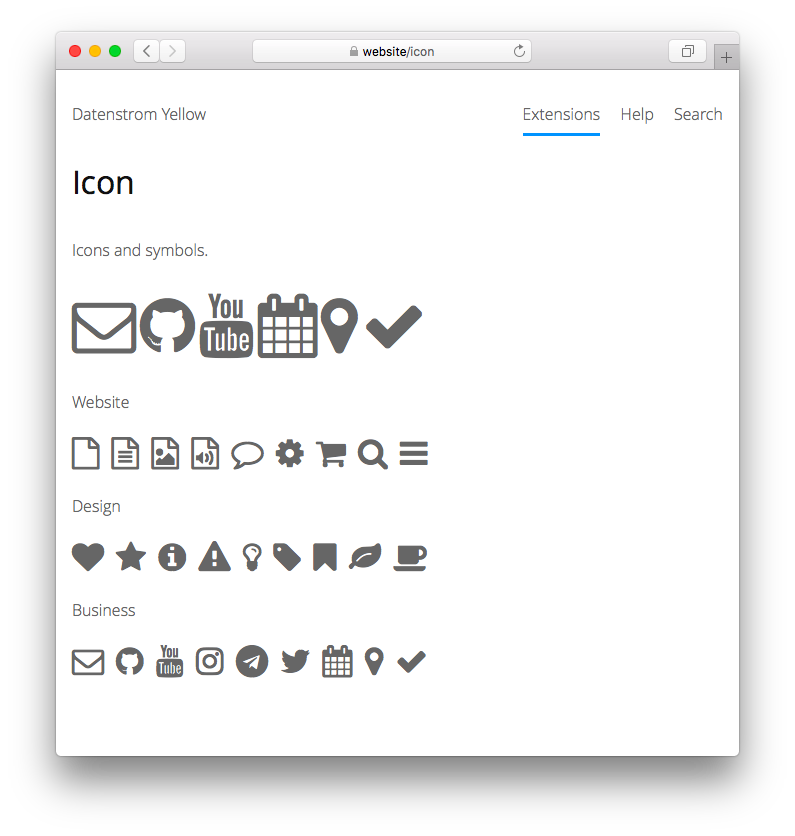 website/icon
Datenstrom Yellow
Extensions
Help
Search
Icon
Icons and symbols.
You
Tube
Website
Design
Business
You
Tube